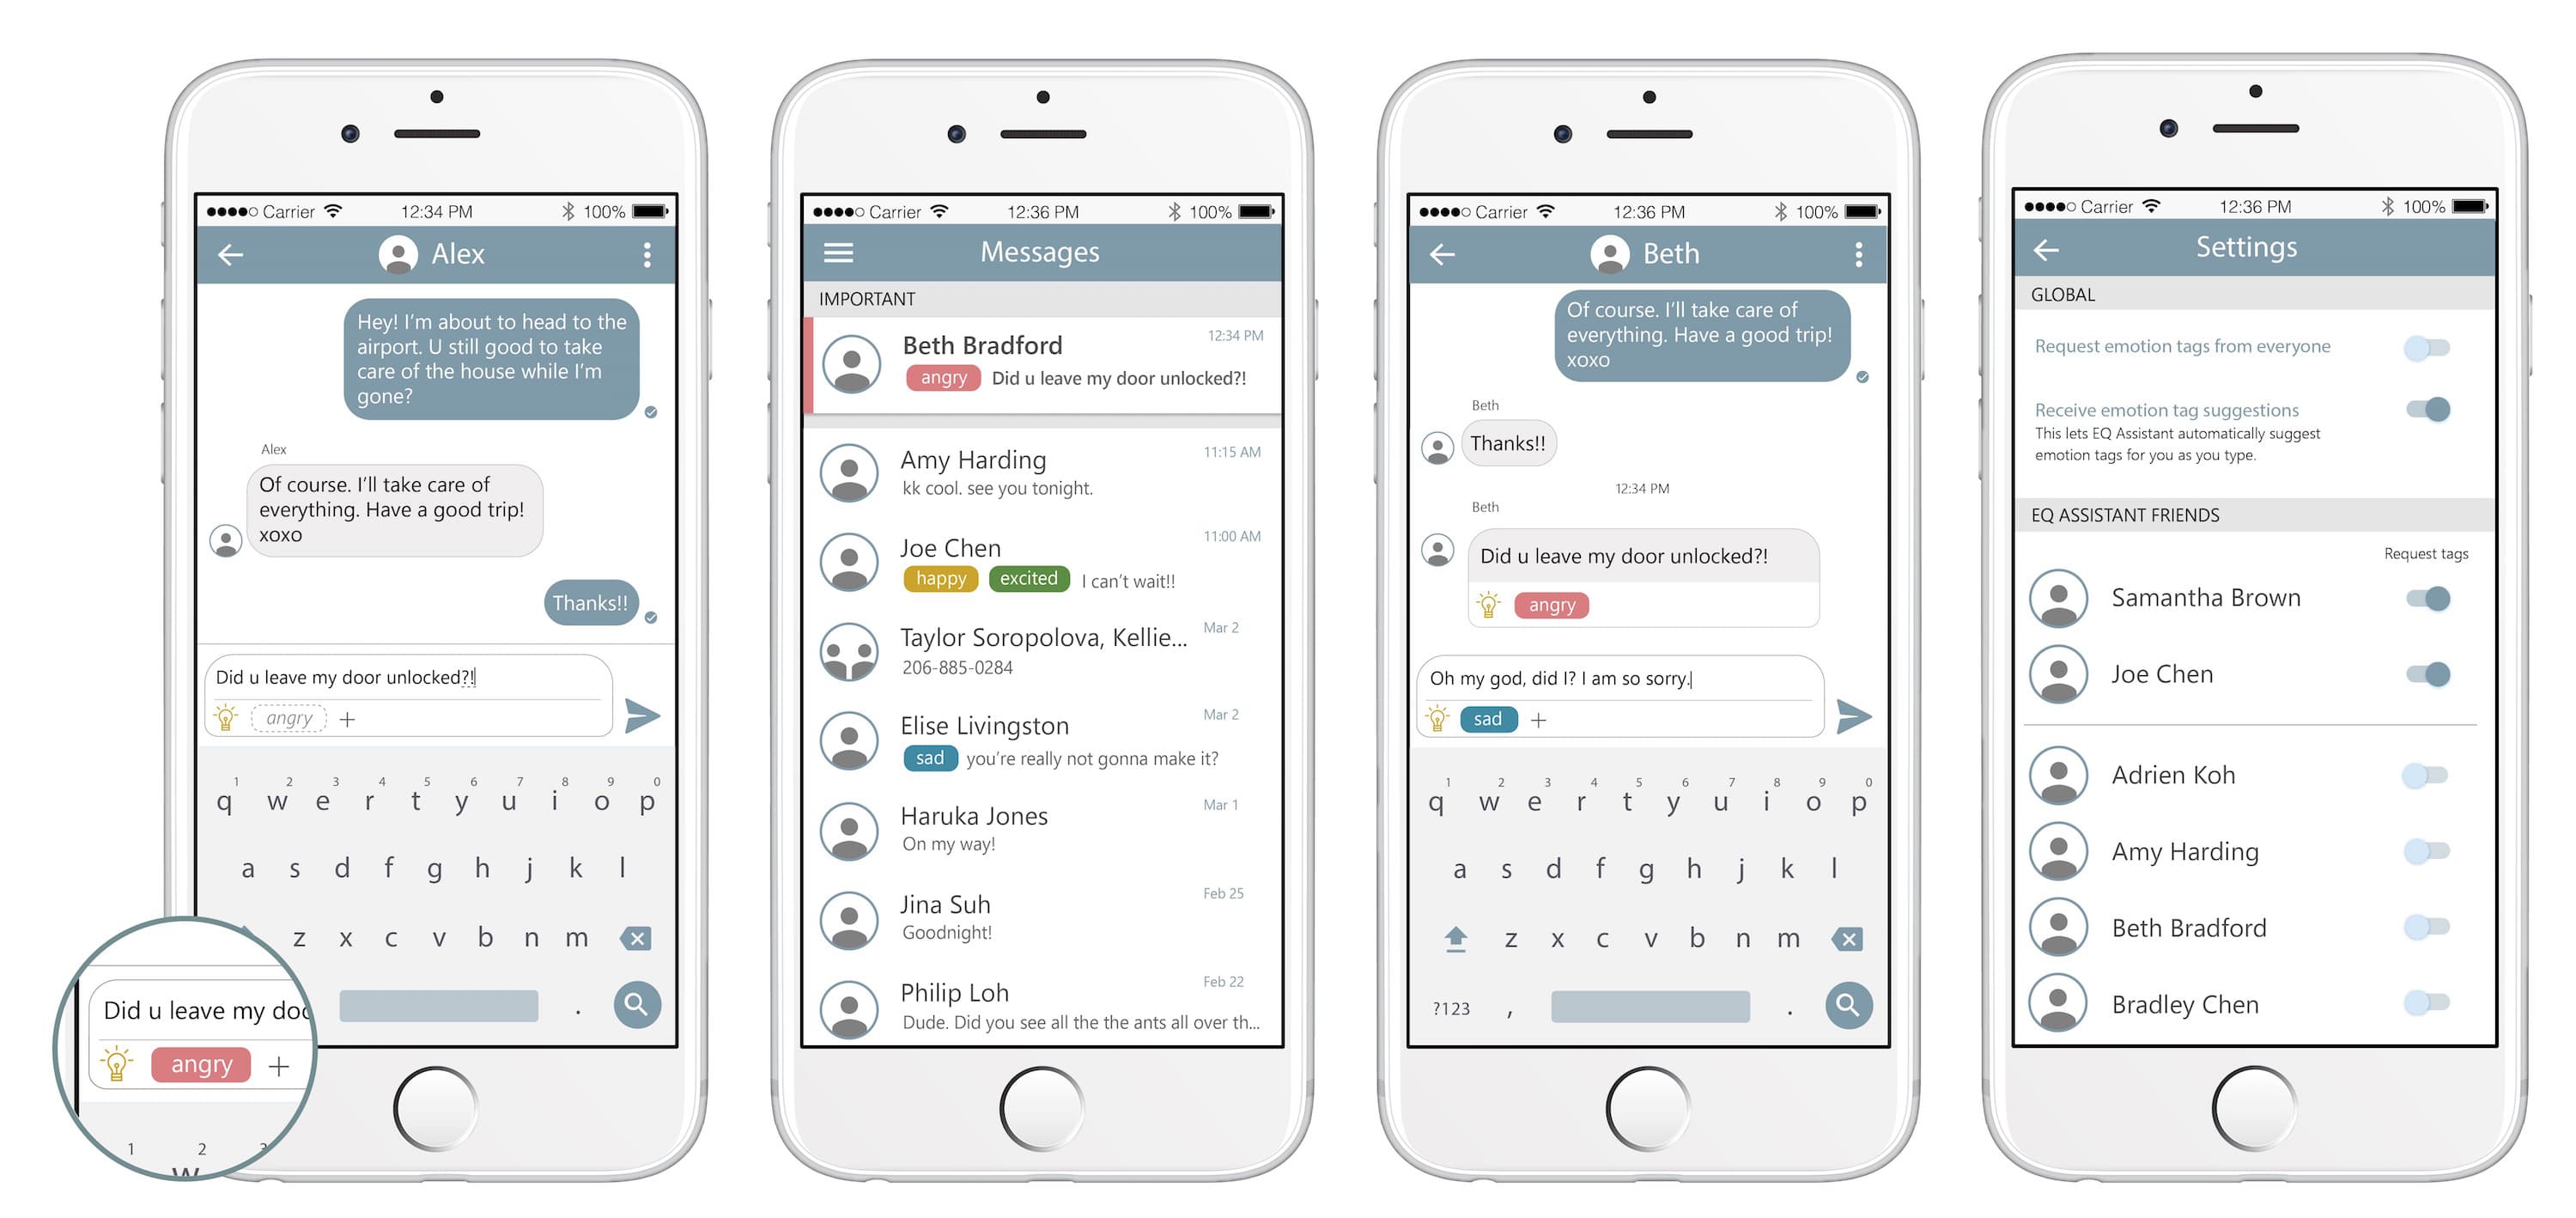 Carrier 12:34 PM 100%
Alex
Hey! I'm about to head to the
airport. U still good to take
care of the house while I'm
gone?
Alex
Of course. I'll take care of
everything. Have a good trip!
xoxo
Thanks!!
Did u leave my door unlocked?!
angry +
1 2 3 4 5 6 7 8 9 0
q w e r t y u i o p
a s d f g h j k l
z x c v b n m
.
Did u leave my doo
angry +
1 2 3
w
Carrier 12:36 PM 100%
Messages
IMPORTANT
Beth Bradford 12:34 PM
angry Did u leave my door unlocked?!
Amy Harding 11:15 AM
kk cool. see you tonight.
Joe Chen 11:00 AM
happy excited I can't wait!!
Taylor Soropolova, Kellie... Mar 2
206-885-0284
Elise Livingston Mar 2
sad you're really not gonna make it?
Haruka Jones Mar 1
On my way!
Jina Suh Feb 25
Goodnight!
Philip Loh Feb 22
Dude. Did you see all the the ants all over th...
Carrier 12:36 PM 100%
Beth
Of course. I'll take care of
everything. Have a good trip!
xoxo
Beth
Thanks!!
12:34 PM
Beth
Did u leave my door unlocked?!
angry
Oh my god, did I? I am so sorry.
sad +
1 2 3 4 5 6 7 8 9 0
q w e r t y u i o p
a s d f g h j k l
z x c v b n m
?123 , .
Carrier 12:36 PM 100%
Settings
GLOBAL
Request emotion tags from everyone
Receive emotion tag suggestions
This lets EQ Assistant automatically suggest
emotion tags for you as you type.
EQ ASSISTANT FRIENDS
Request tags
Samantha Brown
Joe Chen
Adrien Koh
Amy Harding
Beth Bradford
Bradley Chen